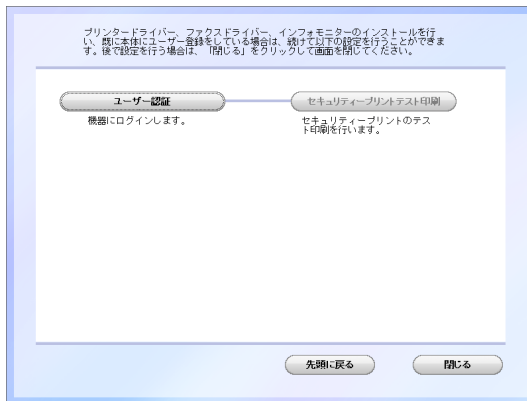 プリンタードライバー、ファクスドライバー、インフォモニターのインストールを行
い、既に本体にユーザー登録をしている場合は、続けて以下の設定を行うことができま
す。後で設定を行う場合は、「閉じる」をクリックして画面を閉じてください。
ユーザー認証
セキュリティープリントテスト印刷
機器にログインします。
セキュリティープリントのテス
ト印刷を行います。
先頭に戻る
閉じる